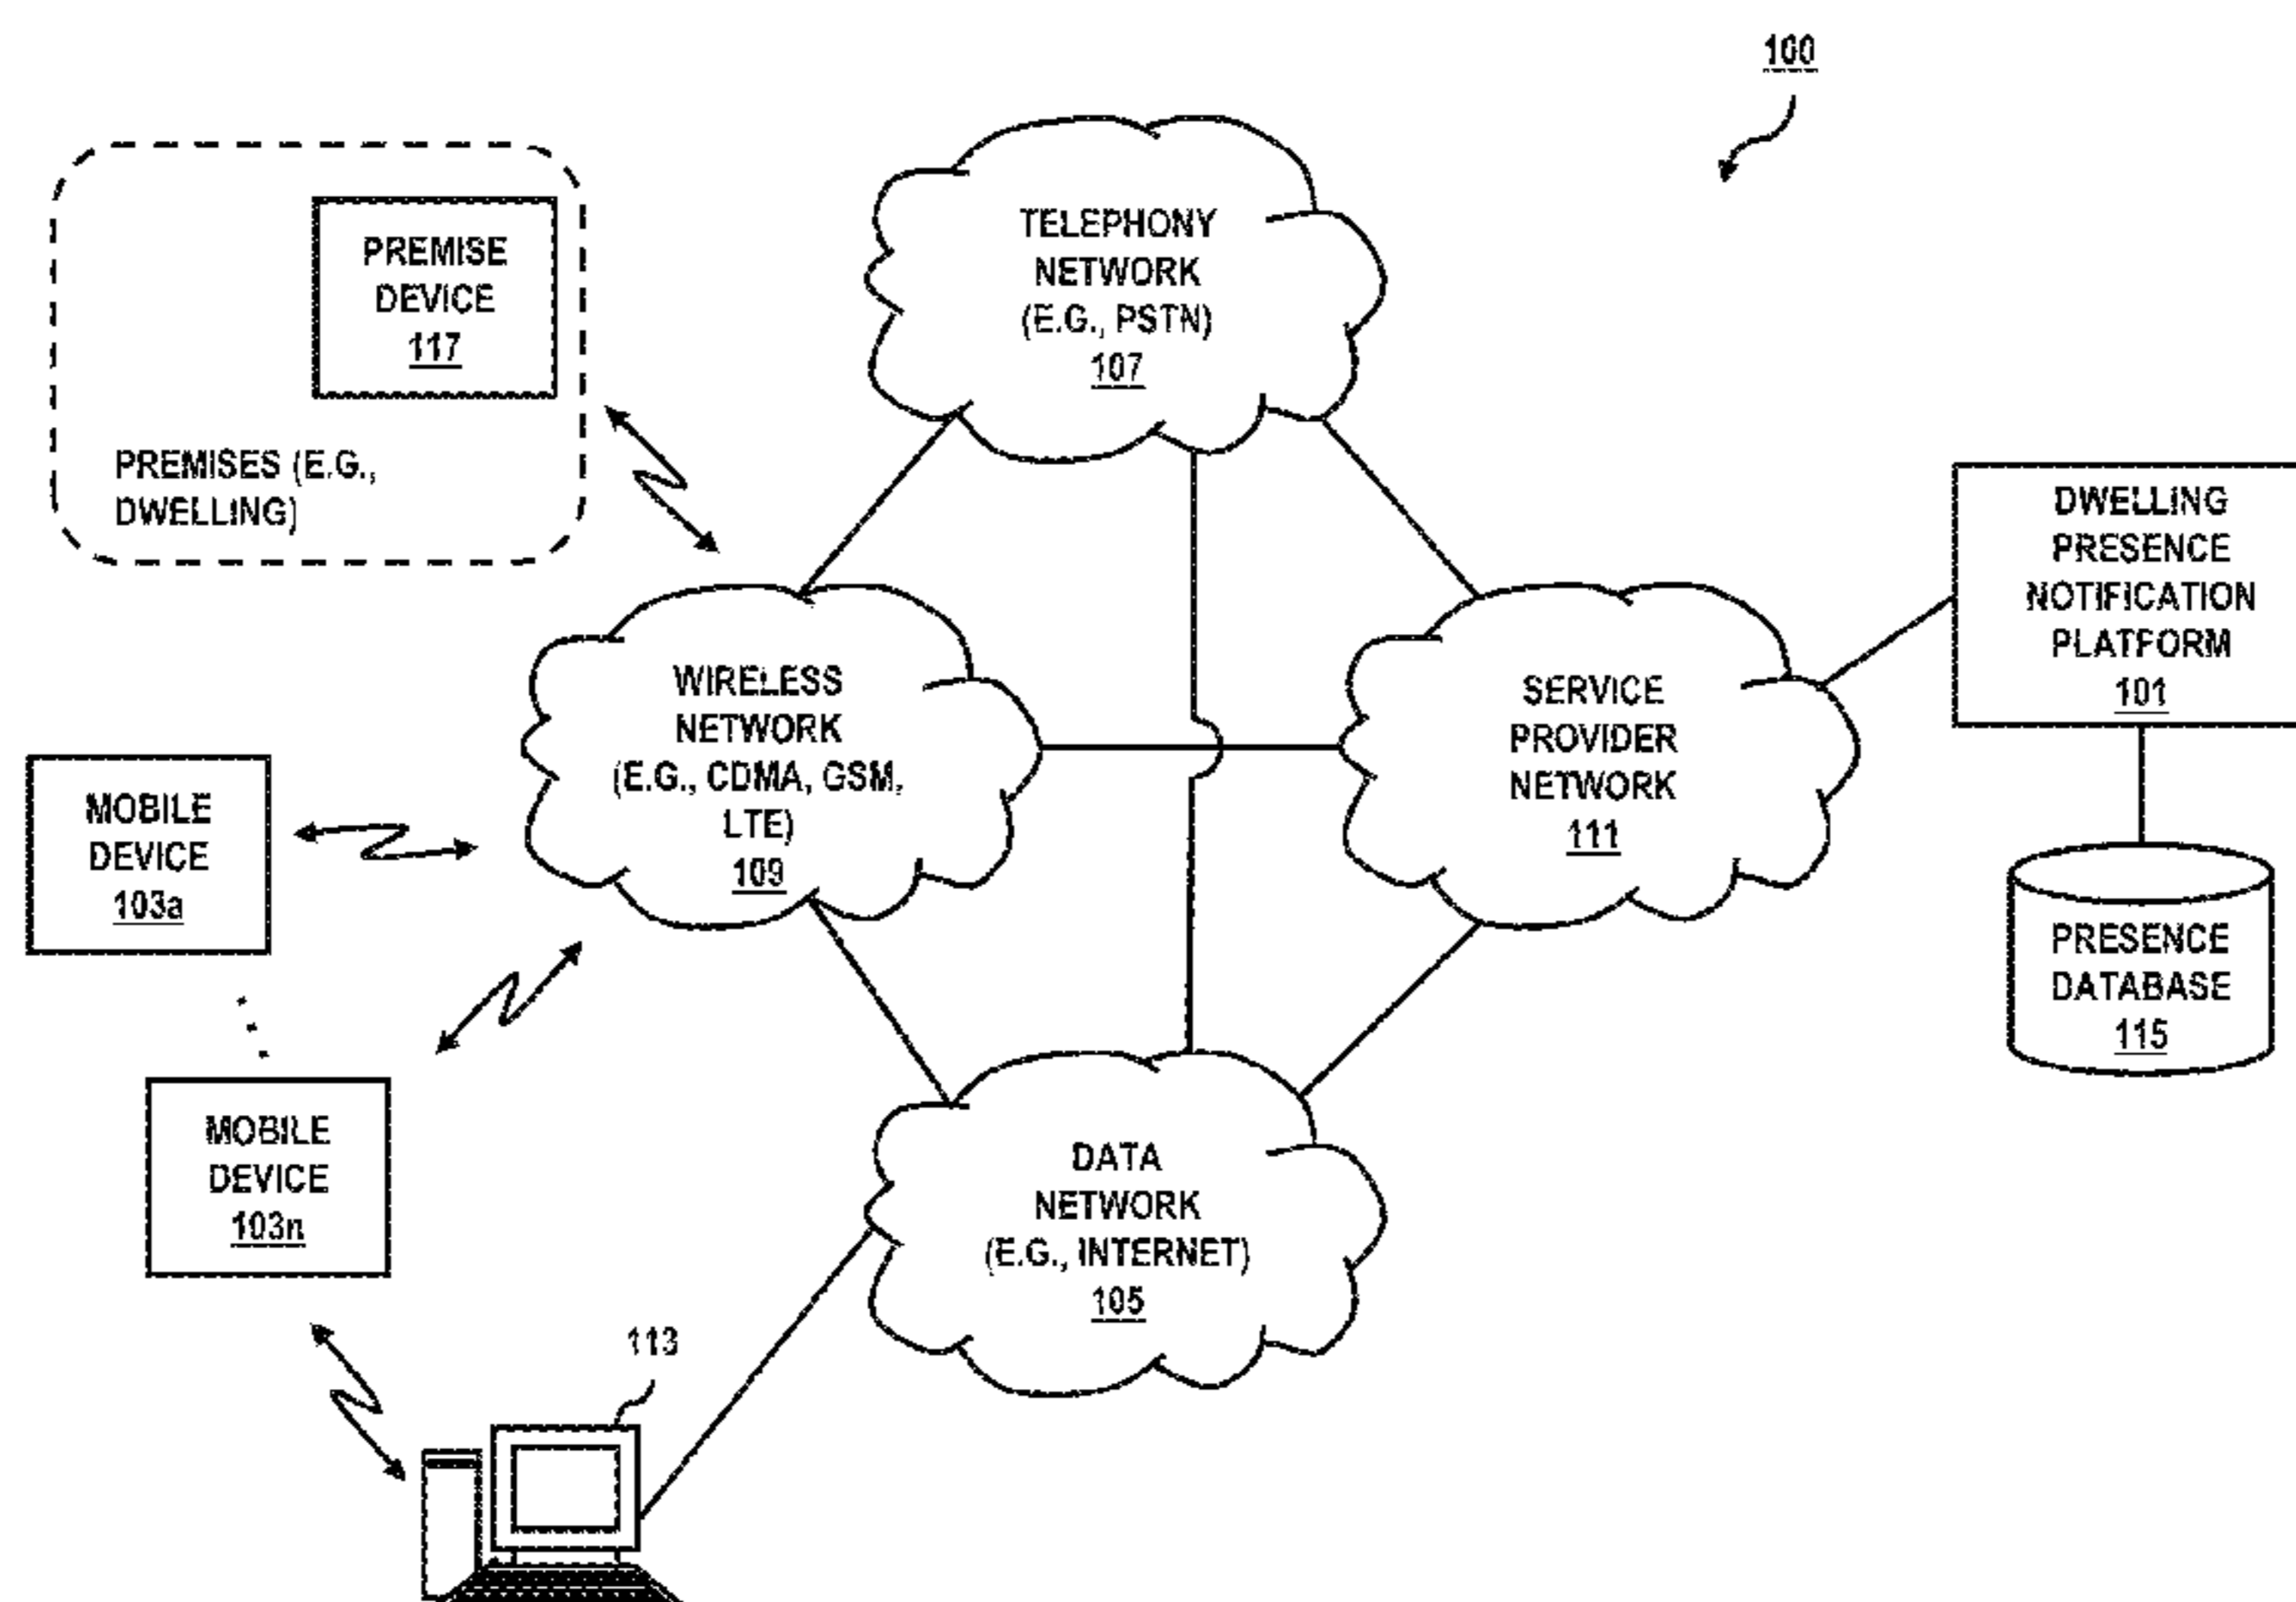 100
TELEPHONY
NETWORK
(E.G., PSTN)
107
PREMISE
DEVICE
117
PREMISES (E.G.,
DWELLING)
DWELLING
PRESENCE
NOTIFICATION
PLATFORM
101
WIRELESS
NETWORK
(E.G., CDMA, GSM,
LTE)
109
SERVICE
PROVIDER
NETWORK
111
MOBILE
DEVICE
103a
PRESENCE
DATABASE
115
MOBILE
DEVICE
103n
DATA
NETWORK
(E.G., INTERNET)
105
113